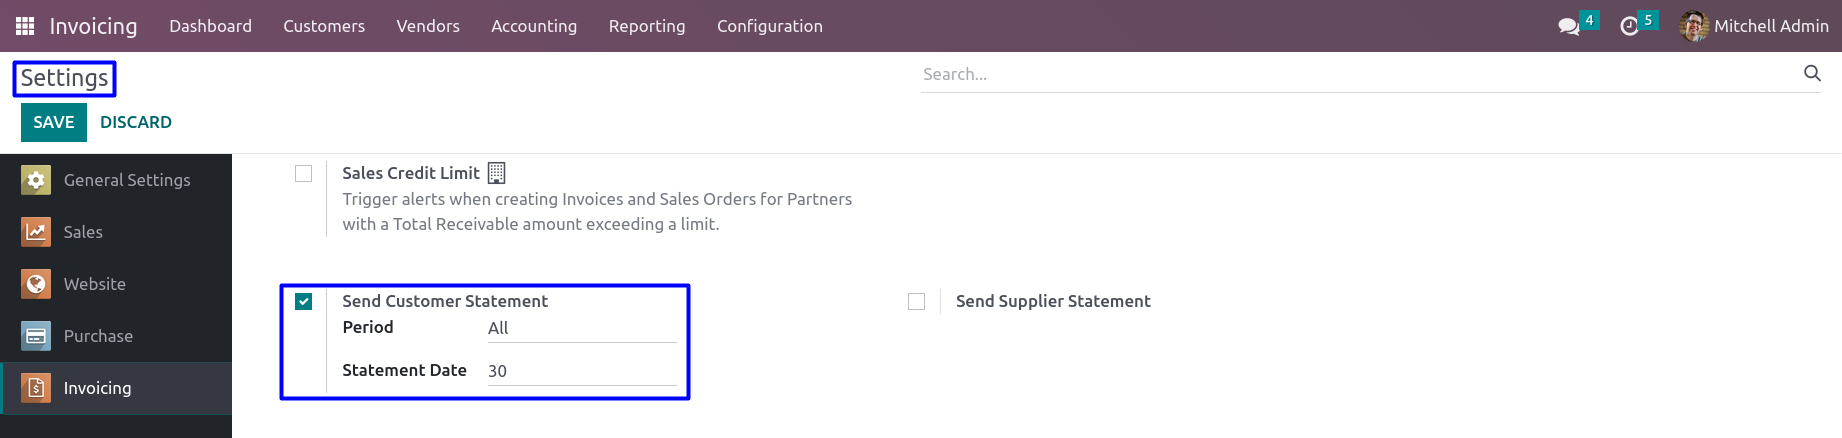 Invoicing Dashboard Customers Vendors Accounting Reporting Configuration 4 5 Mitchell Admin
Settings
Search...
SAVE DISCARD
General Settings
Sales
Website
Purchase
Invoicing
Sales Credit Limit
Trigger alerts when creating Invoices and Sales Orders for Partners
with a Total Receivable amount exceeding a limit.
Send Customer Statement
Period All
Statement Date 30
Send Supplier Statement